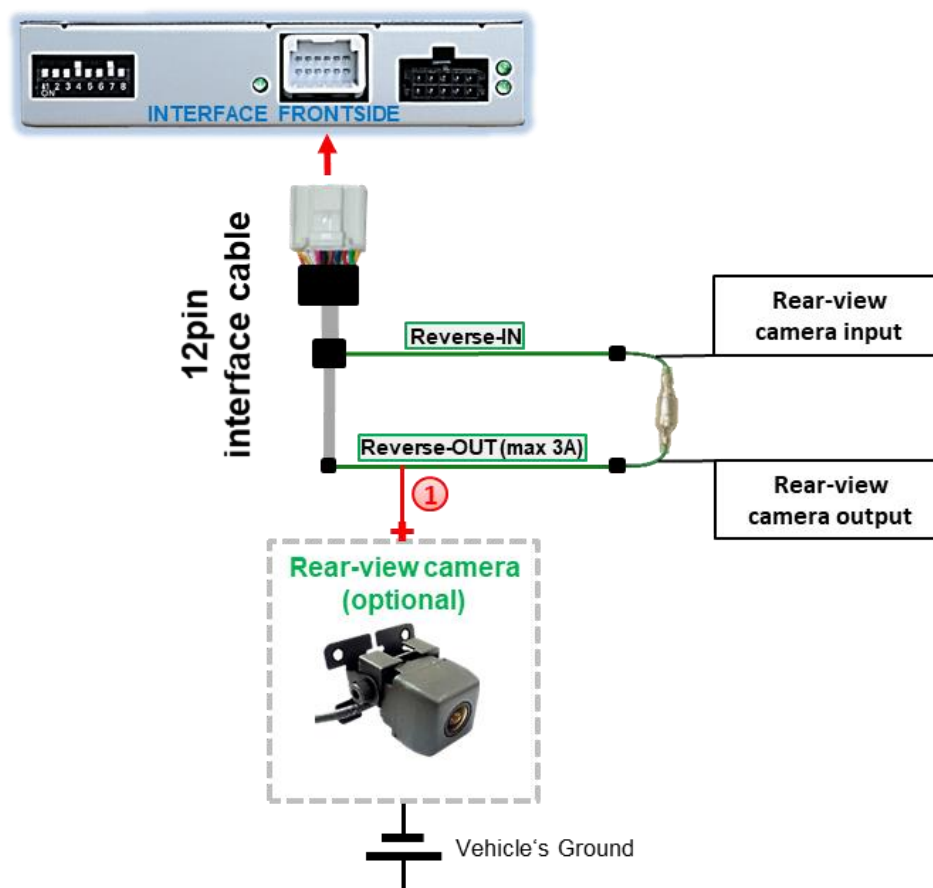 1 2 3 4 5 6 7 8
ON
INTERFACE FRONTSIDE
12pin
interface cable
Reverse-IN
Rear-view
camera input
Reverse-OUT (max 3A)
1
Rear-view
camera output
Rear-view camera
(optional)
Vehicle‘s Ground